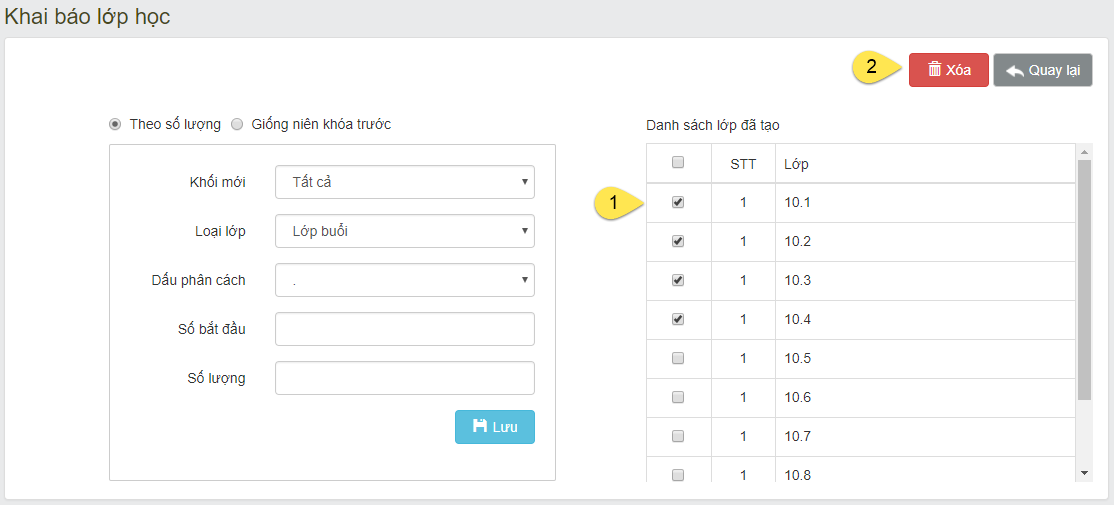 Khai báo lớp học
2
Xóa
Quay lại
Theo số lượng
Giống niên khóa trước
Khối mới
Tất cả
Loại lớp
Lớp buổi
Dấu phân cách
.
Số bắt đầu
Số lượng
Lưu
Danh sách lớp đã tạo
STT Lớp
1
1 10.1
1 10.2
1 10.3
1 10.4
1 10.5
1 10.6
1 10.7
1 10.8